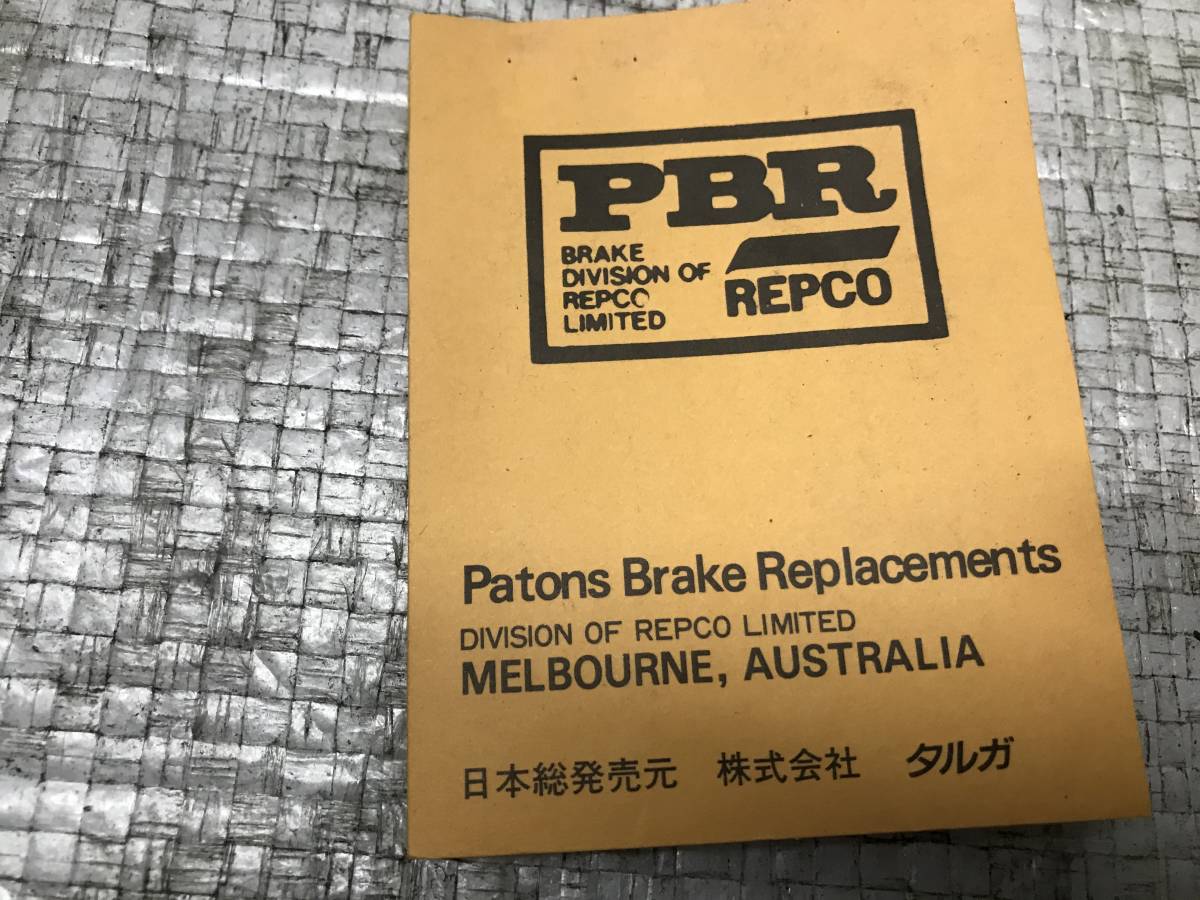 PBR
BRAKE
DIVISION OF
REPCO
LIMITED
REPCO
Patons Brake Replacements
DIVISION OF REPCO LIMITED
MELBOURNE, AUSTRALIA
日本総発売元 株式会社 タルガ